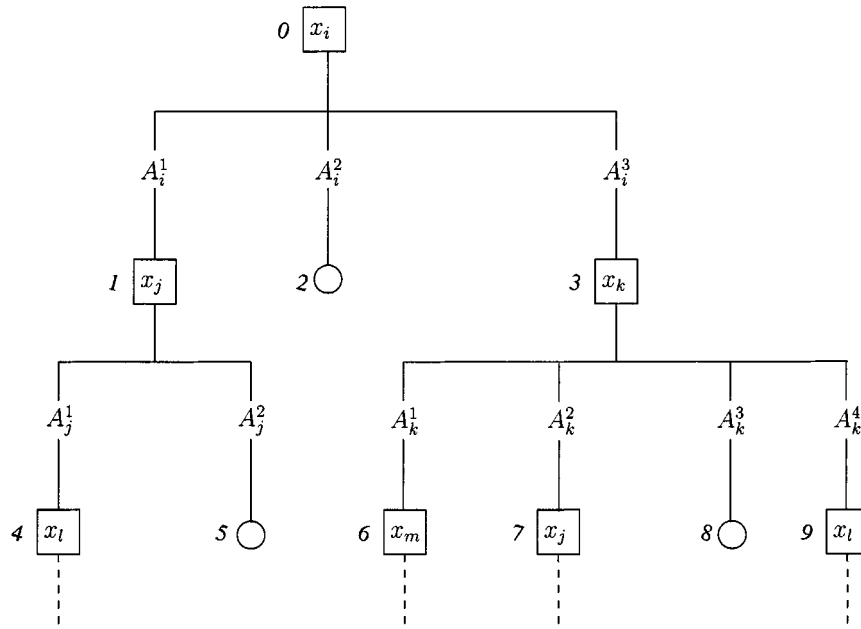 0 x_i
A_i^1 A_i^2 A_i^3
1 x_j 2 3 x_k
A_j^1 A_j^2 A_k^1 A_k^2 A_k^3 A_k^4
4 x_l 5 6 x_m 7 x_j 8 9 x_l